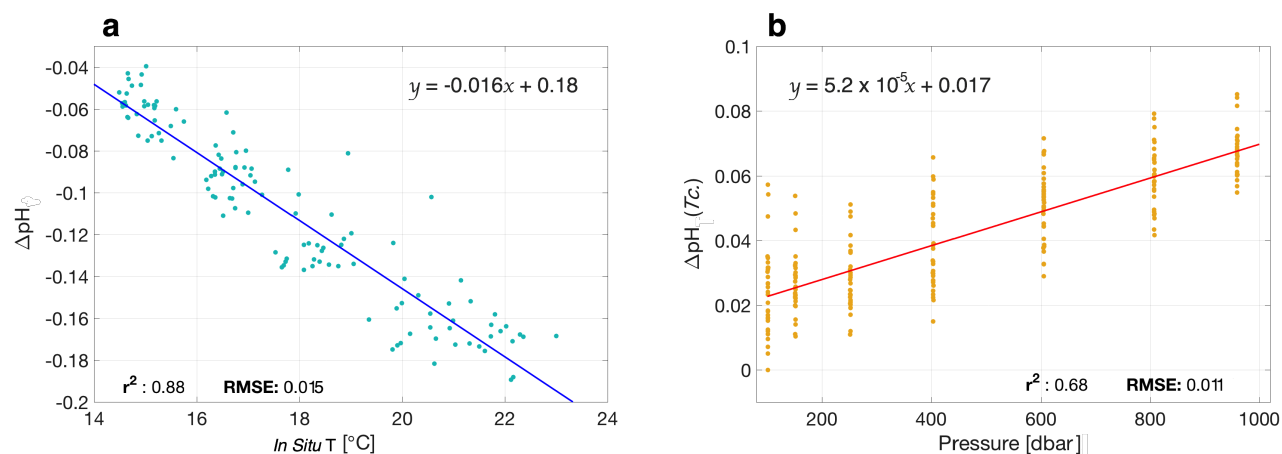 a
y = -0.016x + 0.18
-0.04
-0.06
-0.08
-0.1
-0.12
-0.14
-0.16
-0.18
-0.2
ΔpH
r² : 0.88 RMSE: 0.015
14 16 18 20 22 24
In Situ T [°C]
b
y = 5.2 x 10⁻⁵x + 0.017
0.1
0.08
0.06
0.04
0.02
0
ΔpH (Tc.)
r² : 0.68 RMSE: 0.011
200 400 600 800 1000
Pressure [dbar]